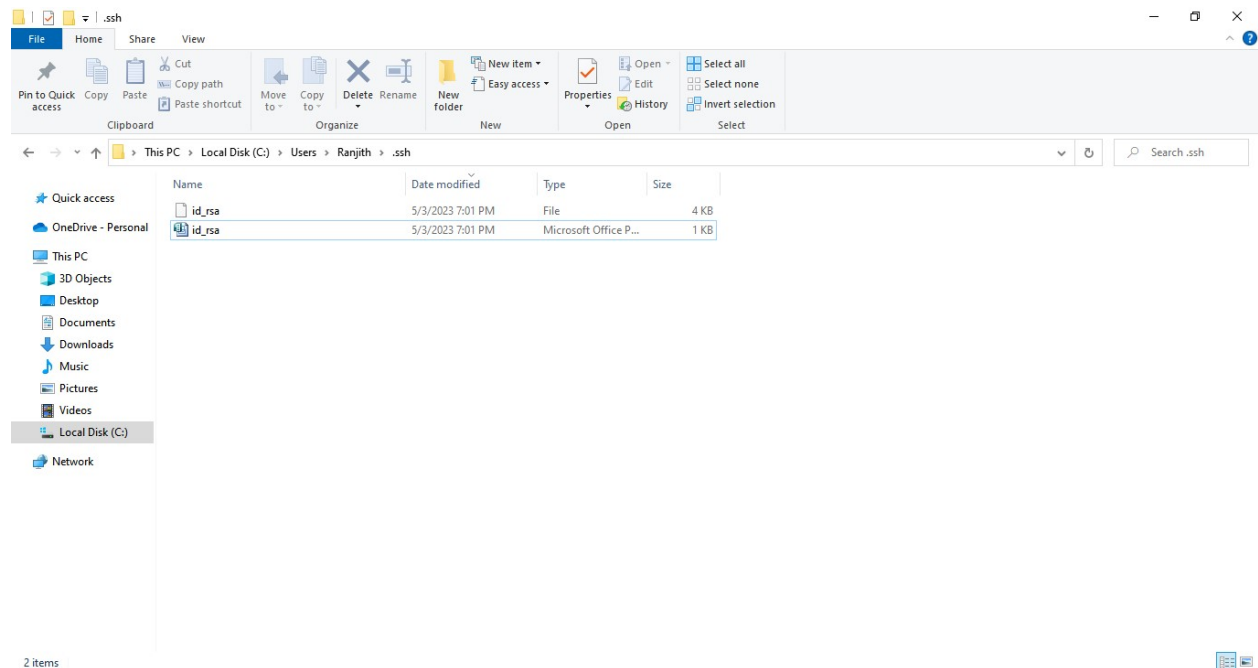 .ssh
File Home Share View
Pin to Quick access
Copy
Paste
Cut
Copy path
Paste shortcut
Clipboard
Move to
Copy to
Delete
Rename
Organize
New folder
New item
Easy access
New
Properties
Open
Edit
History
Open
Select all
Select none
Invert selection
Select
This PC > Local Disk (C:) > Users > Ranjith > .ssh
Search .ssh
Quick access
OneDrive - Personal
This PC
3D Objects
Desktop
Documents
Downloads
Music
Pictures
Videos
Local Disk (C:)
Network
Name Date modified Type Size
id_rsa 5/3/2023 7:01 PM File 4 KB
id_rsa 5/3/2023 7:01 PM Microsoft Office P... 1 KB
2 items